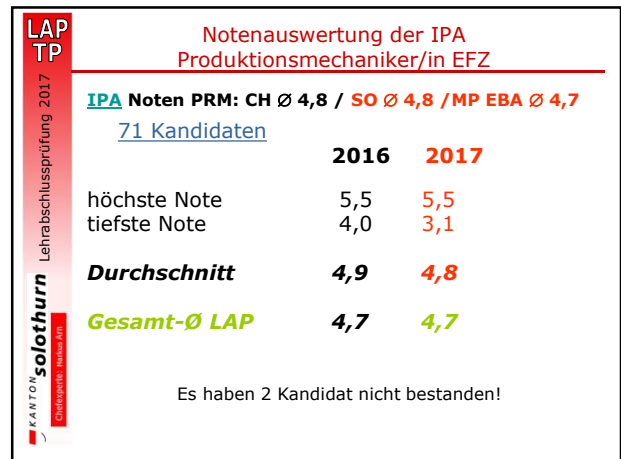 LAP
TP
Lehrabschlussprüfung 2017
KANTON solothurn
Chefexperte: Markus Arn
Notenauswertung der IPA
Produktionsmechaniker/in EFZ
IPA Noten PRM: CH Ø 4,8 / SO Ø 4,8 /MP EBA Ø 4,7
71 Kandidaten
2016 2017
höchste Note 5,5 5,5
tiefste Note 4,0 3,1
Durchschnitt 4,9 4,8
Gesamt-Ø LAP 4,7 4,7
Es haben 2 Kandidat nicht bestanden!